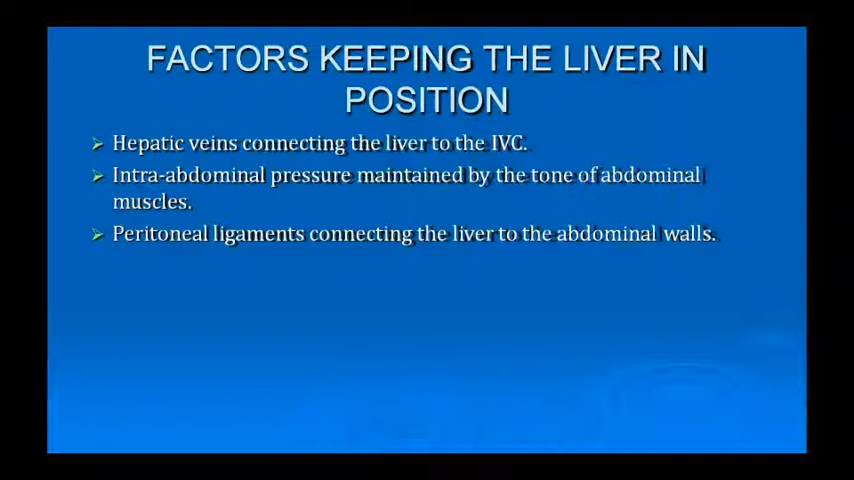 FACTORS KEEPING THE LIVER IN
POSITION
Hepatic veins connecting the liver to the IVC.
Intra-abdominal pressure maintained by the tone of abdominal
muscles.
Peritoneal ligaments connecting the liver to the abdominal walls.